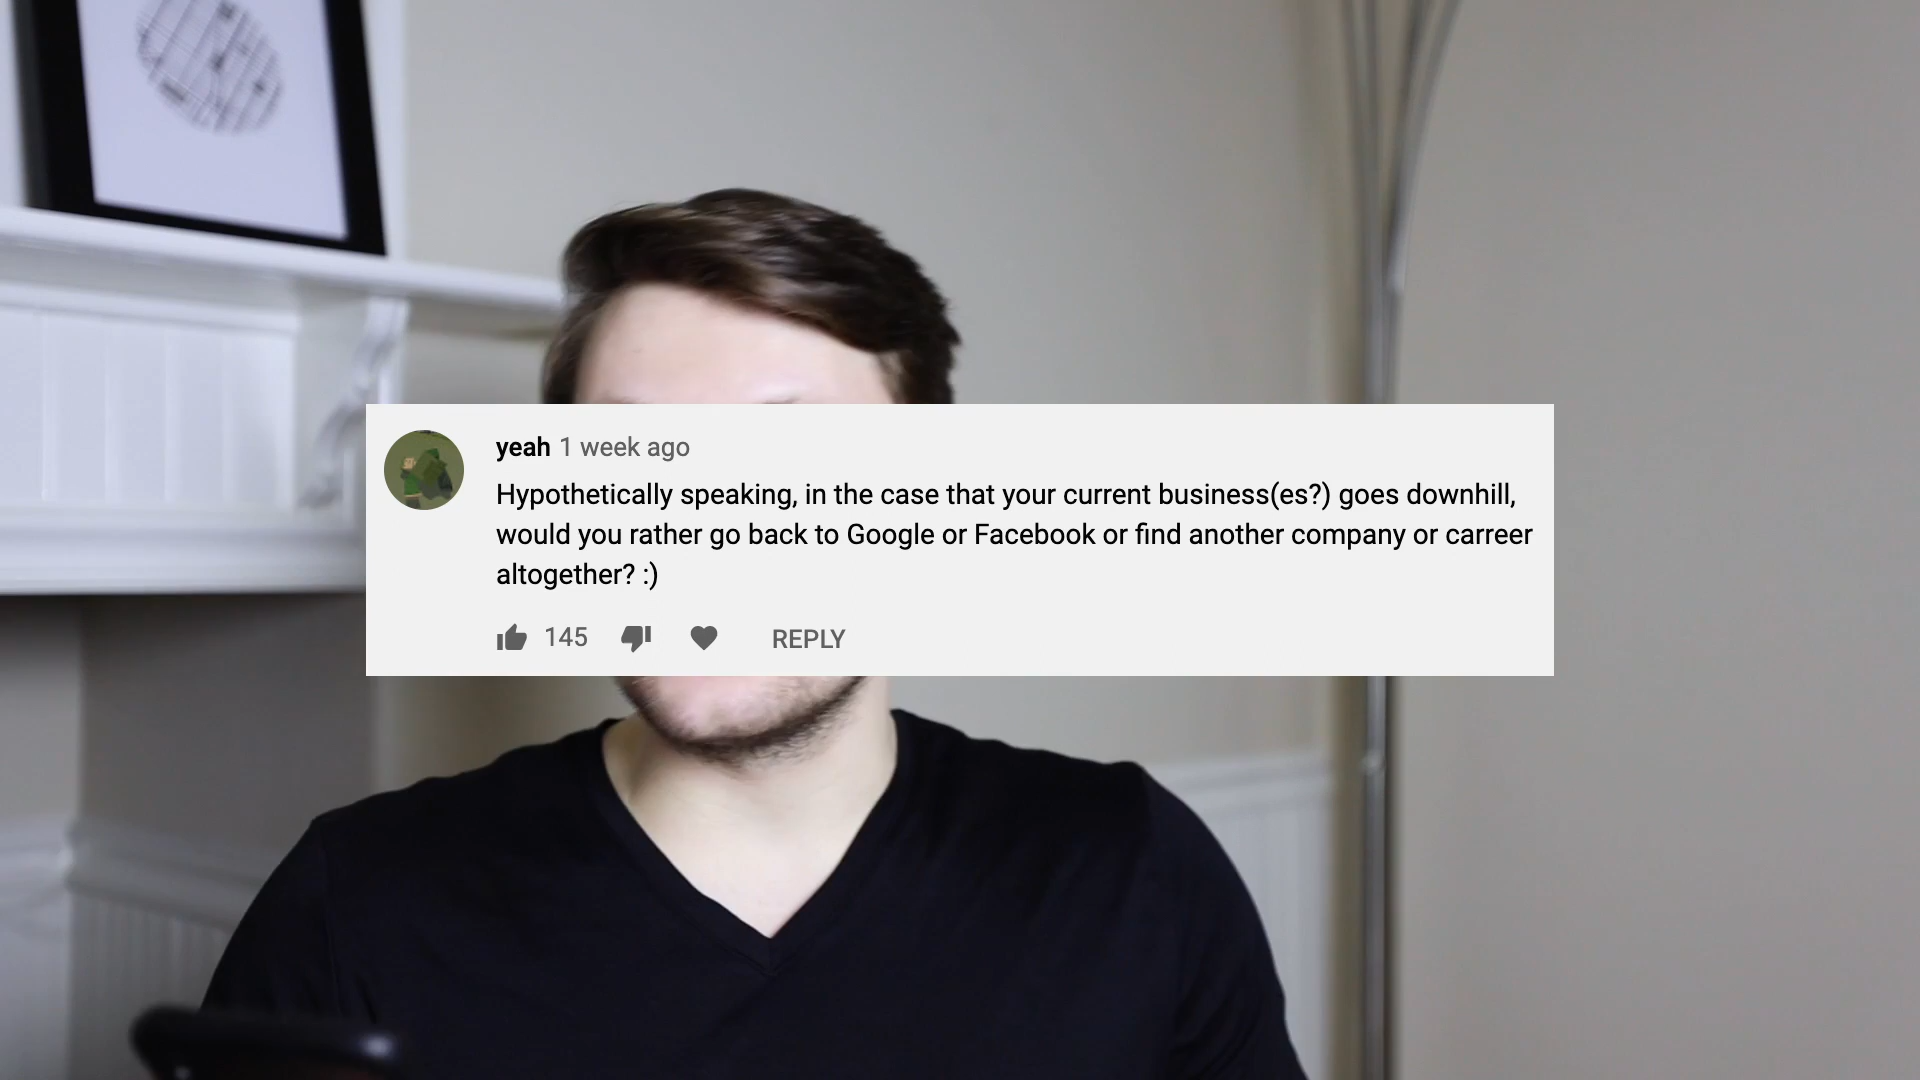 yeah 1 week ago
Hypothetically speaking, in the case that your current business(es?) goes downhill,
would you rather go back to Google or Facebook or find another company or carreer
altogether? :)
145 REPLY